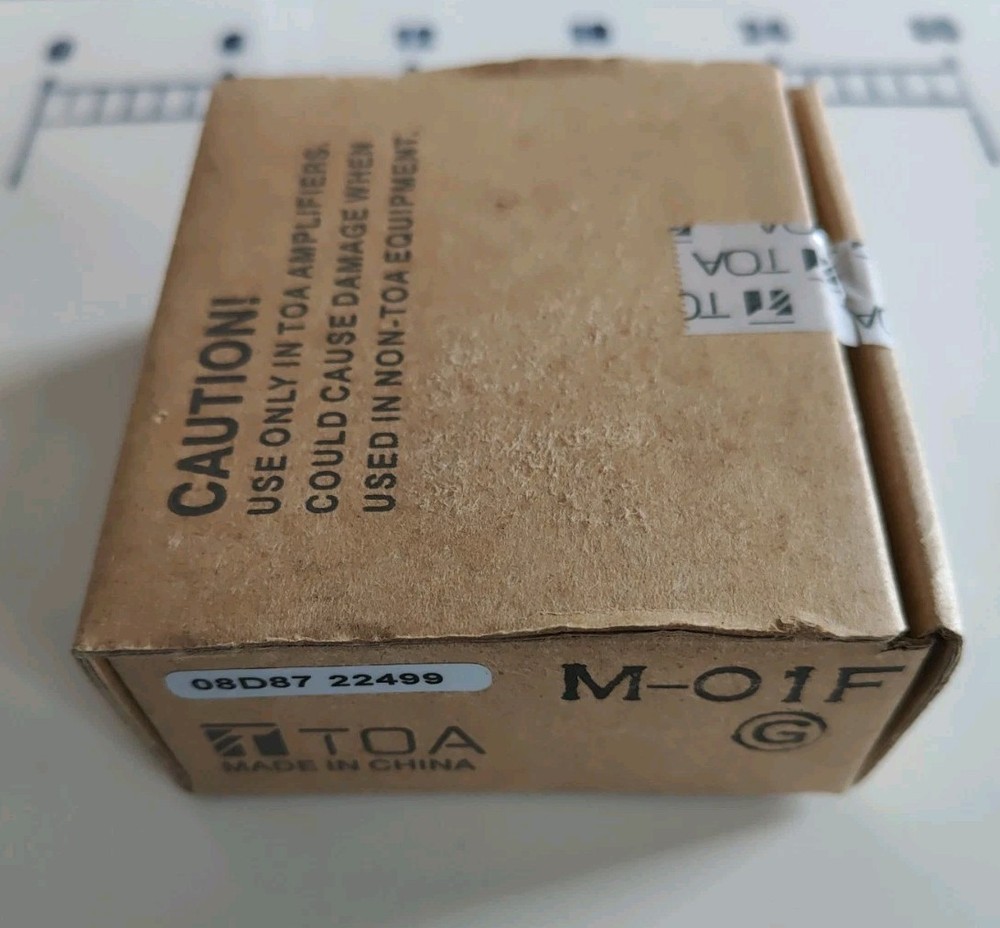 CAUTION!
USE ONLY IN TOA AMPLIFIERS.
COULD CAUSE DAMAGE WHEN
USED IN NON-TOA EQUIPMENT.
TOA
08D87 22499
M-01F
G
TOA
MADE IN CHINA